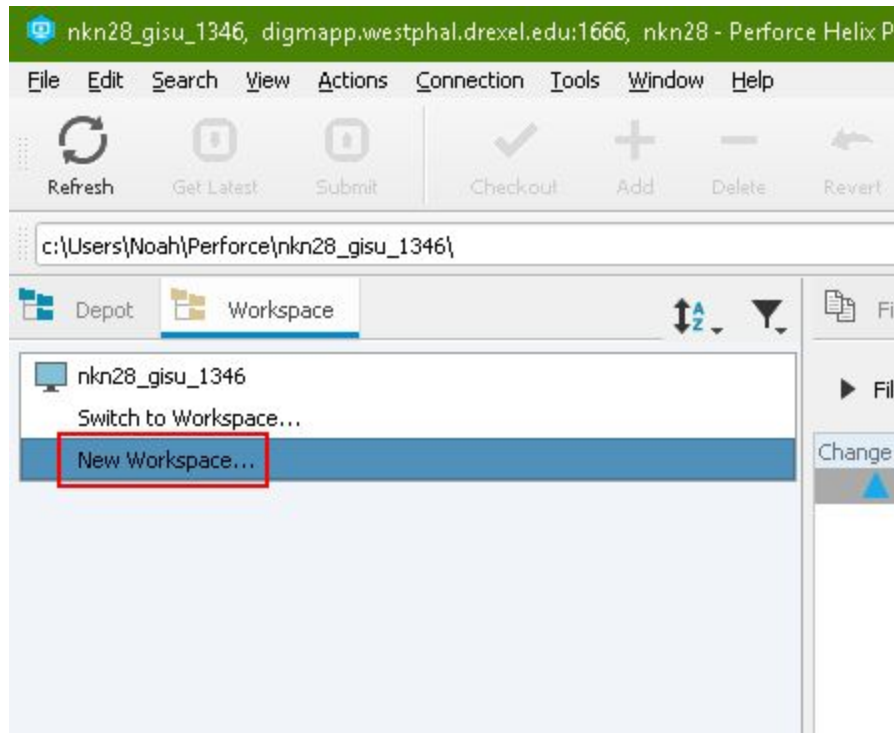 nkn28_gisu_1346, digmapp.westphal.drexel.edu:1666, nkn28 - Perforce Helix P
File Edit Search View Actions Connection Tools Window Help
Refresh Get Latest Submit Checkout Add Delete Revert
c:\Users\Noah\Perforce\nkn28_gisu_1346\
Depot Workspace A Z Fi
nkn28_gisu_1346
Fil
Switch to Workspace...
New Workspace...
Change